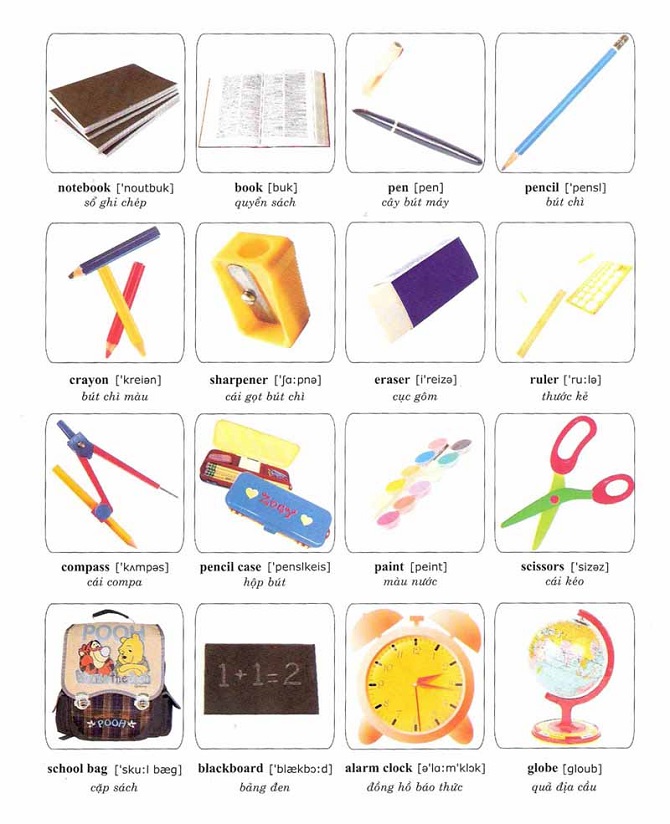 notebook ['noutbuk]
sổ ghi chép
book [buk]
quyển sách
pen [pen]
cây bút máy
pencil ['pensl]
bút chì
crayon ['kreiən]
bút chì màu
sharpener ['ʃɑ:pnə]
cái gọt bút chì
eraser [i'reizə]
cục gôm
ruler ['ru:lə]
thước kẻ
compass ['kʌmpəs]
cái compa
pencil case ['penslkeis]
hộp bút
paint [peint]
màu nước
scissors ['sizəz]
cái kéo
POOH
POOH
school bag ['sku:l bæg]
cặp sách
1+1=2
blackboard ['blækbɔ:d]
bảng đen
alarm clock [ə'lɑ:m'klɔk]
đồng hồ báo thức
globe [gloub]
quả địa cầu